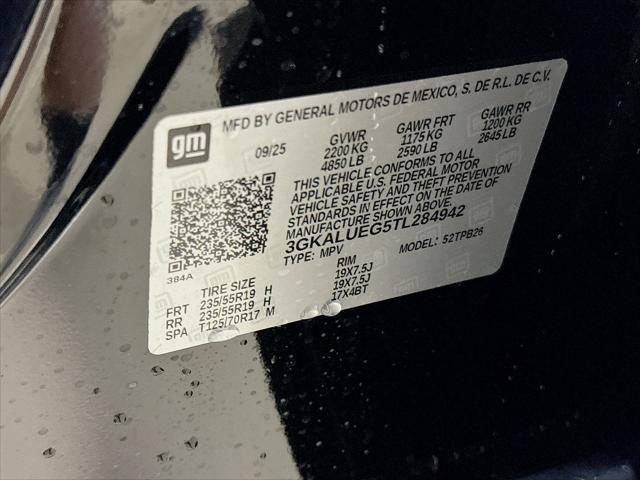 gm
MFD BY GENERAL MOTORS DE MEXICO, S. DE R.L. DE C.V.
09/25 GVWR GAWR FRT GAWR RR
2200 KG 1175 KG 1200 KG
4850 LB 2590 LB 2645 LB
THIS VEHICLE CONFORMS TO ALL
APPLICABLE U.S. FEDERAL MOTOR
VEHICLE SAFETY AND THEFT PREVENTION
STANDARDS IN EFFECT ON THE DATE OF
MANUFACTURE SHOWN ABOVE.
3GKALUEG5TL284942
TYPE: MPV MODEL: 52TPB26
384A
TIRE SIZE RIM
FRT 235/55R19 H 19X7.5J
RR 235/55R19 H 19X7.5J
SPA T125/70R17 M 17X4BT